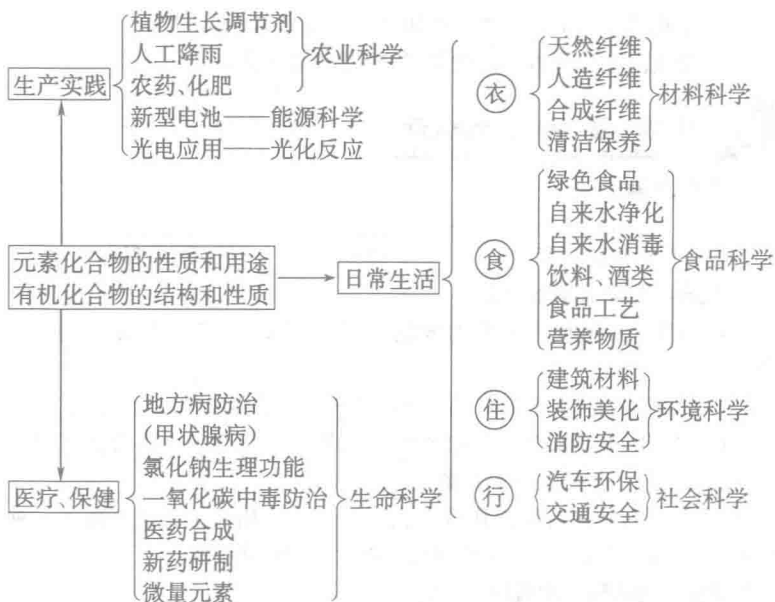 植物生长调节剂
人工降雨
农药、化肥
农业科学
生产实践
新型电池——能源科学
光电应用——光化反应
元素化合物的性质和用途
有机化合物的结构和性质
日常生活
地方病防治
(甲状腺病)
氯化钠生理功能
一氧化碳中毒防治
医药合成
新药研制
微量元素
医疗、保健
生命科学
衣
天然纤维
人造纤维
合成纤维
清洁保养
材料科学
食
绿色食品
自来水净化
自来水消毒
饮料、酒类
食品工艺
营养物质
食品科学
住
建筑材料
装饰美化
消防安全
环境科学
行
汽车环保
交通安全
社会科学